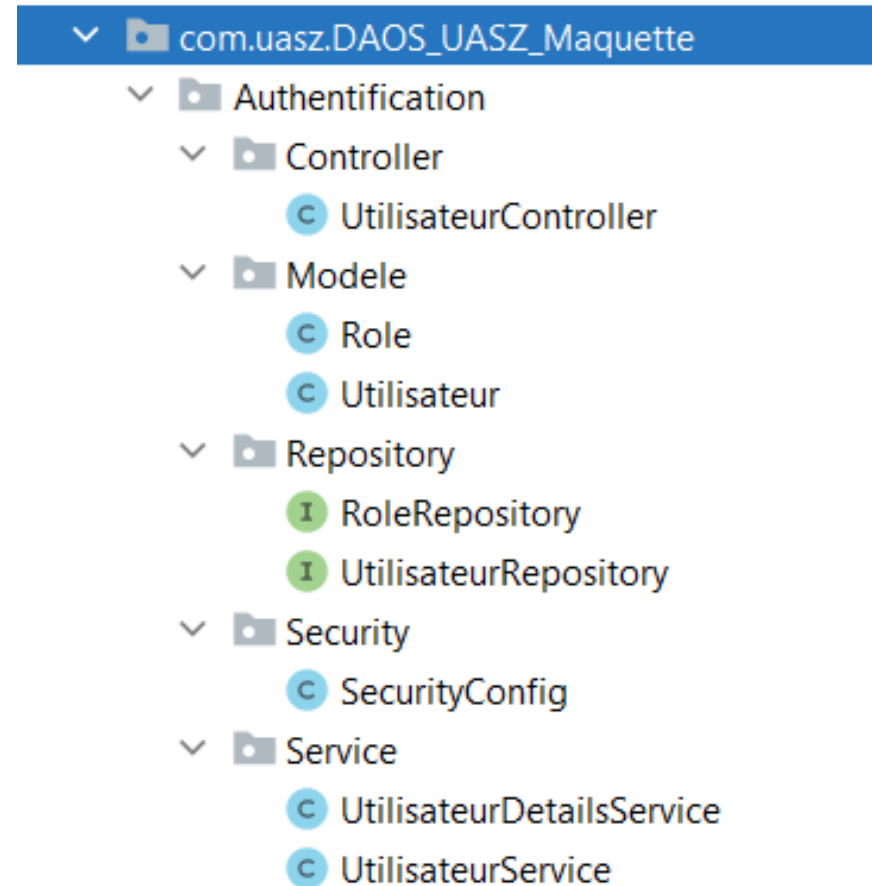 com.uasz.DAOS_UASZ_Maquette
Authentification
Controller
C UtilisateurController
Modele
C Role
C Utilisateur
Repository
I RoleRepository
I UtilisateurRepository
Security
C SecurityConfig
Service
C UtilisateurDetailsService
C UtilisateurService